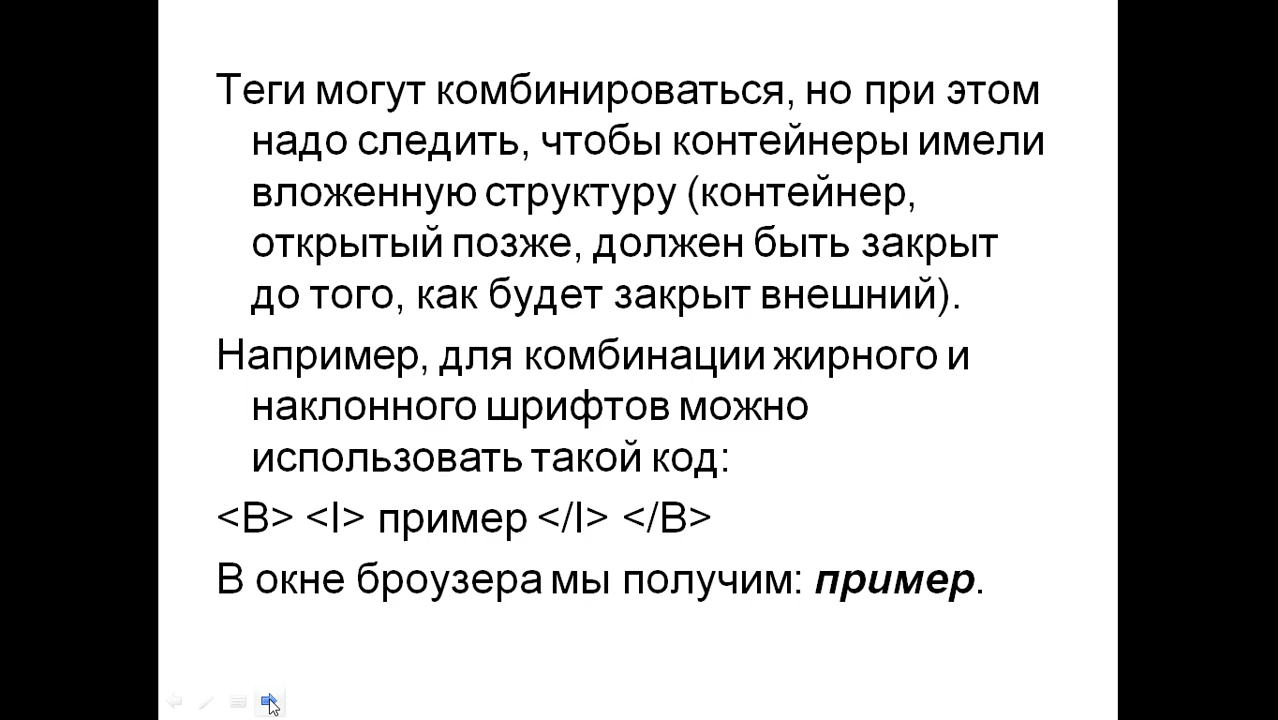 Теги могут комбинироваться, но при этом
надо следить, чтобы контейнеры имели
вложенную структуру (контейнер,
открытый позже, должен быть закрыт
до того, как будет закрыт внешний).
Например, для комбинации жирного и
наклонного шрифтов можно
использовать такой код:
<B> <I> пример </I> </B>
В окне броузера мы получим: пример.